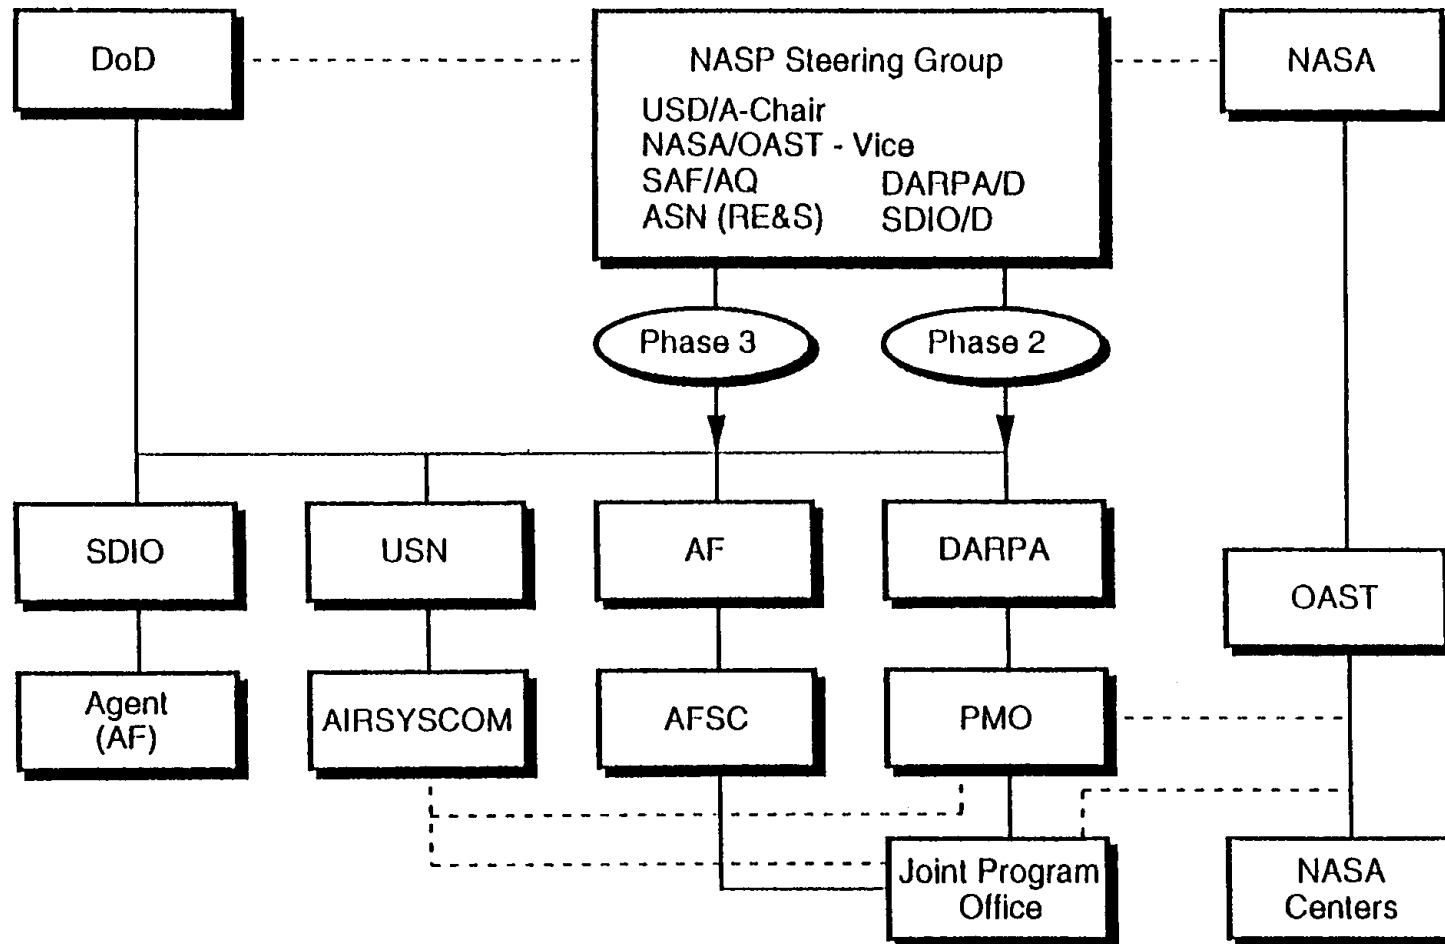 DoD
NASP Steering Group
USD/A-Chair
NASA/OAST - Vice
SAF/AQ DARPA/D
ASN (RE&S) SDIO/D
NASA
Phase 3
Phase 2
SDIO
USN
AF
DARPA
OAST
Agent
(AF)
AIRSYSCOM
AFSC
PMO
Joint Program
Office
NASA
Centers